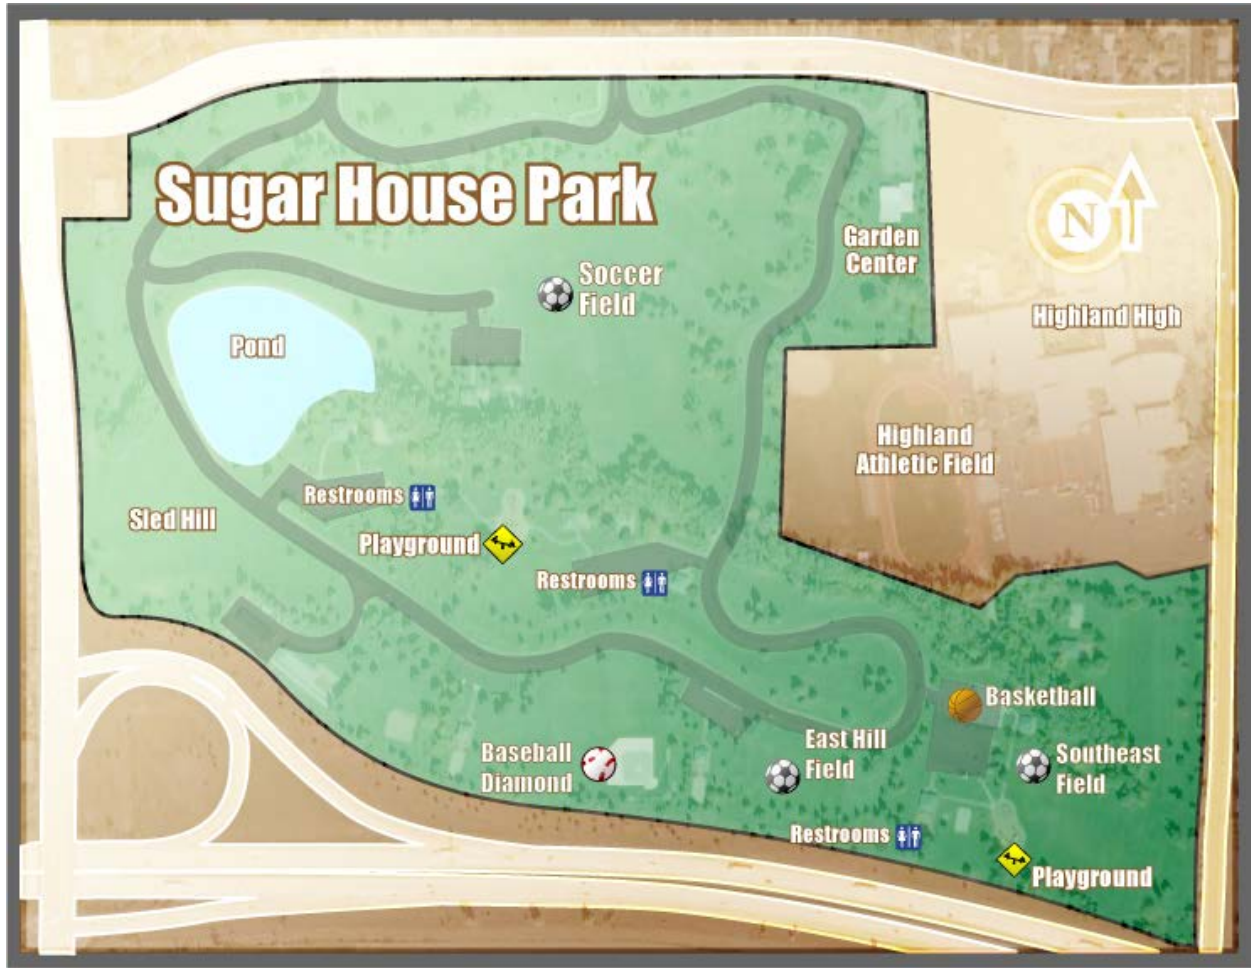 Sugar House Park
N
Garden
Center
Soccer
Field
Highland High
Pond
Highland
Athletic Field
Restrooms
Sled Hill
Playground
Restrooms
Basketball
East Hill
Field
Baseball
Diamond
Southeast
Field
Restrooms
Playground